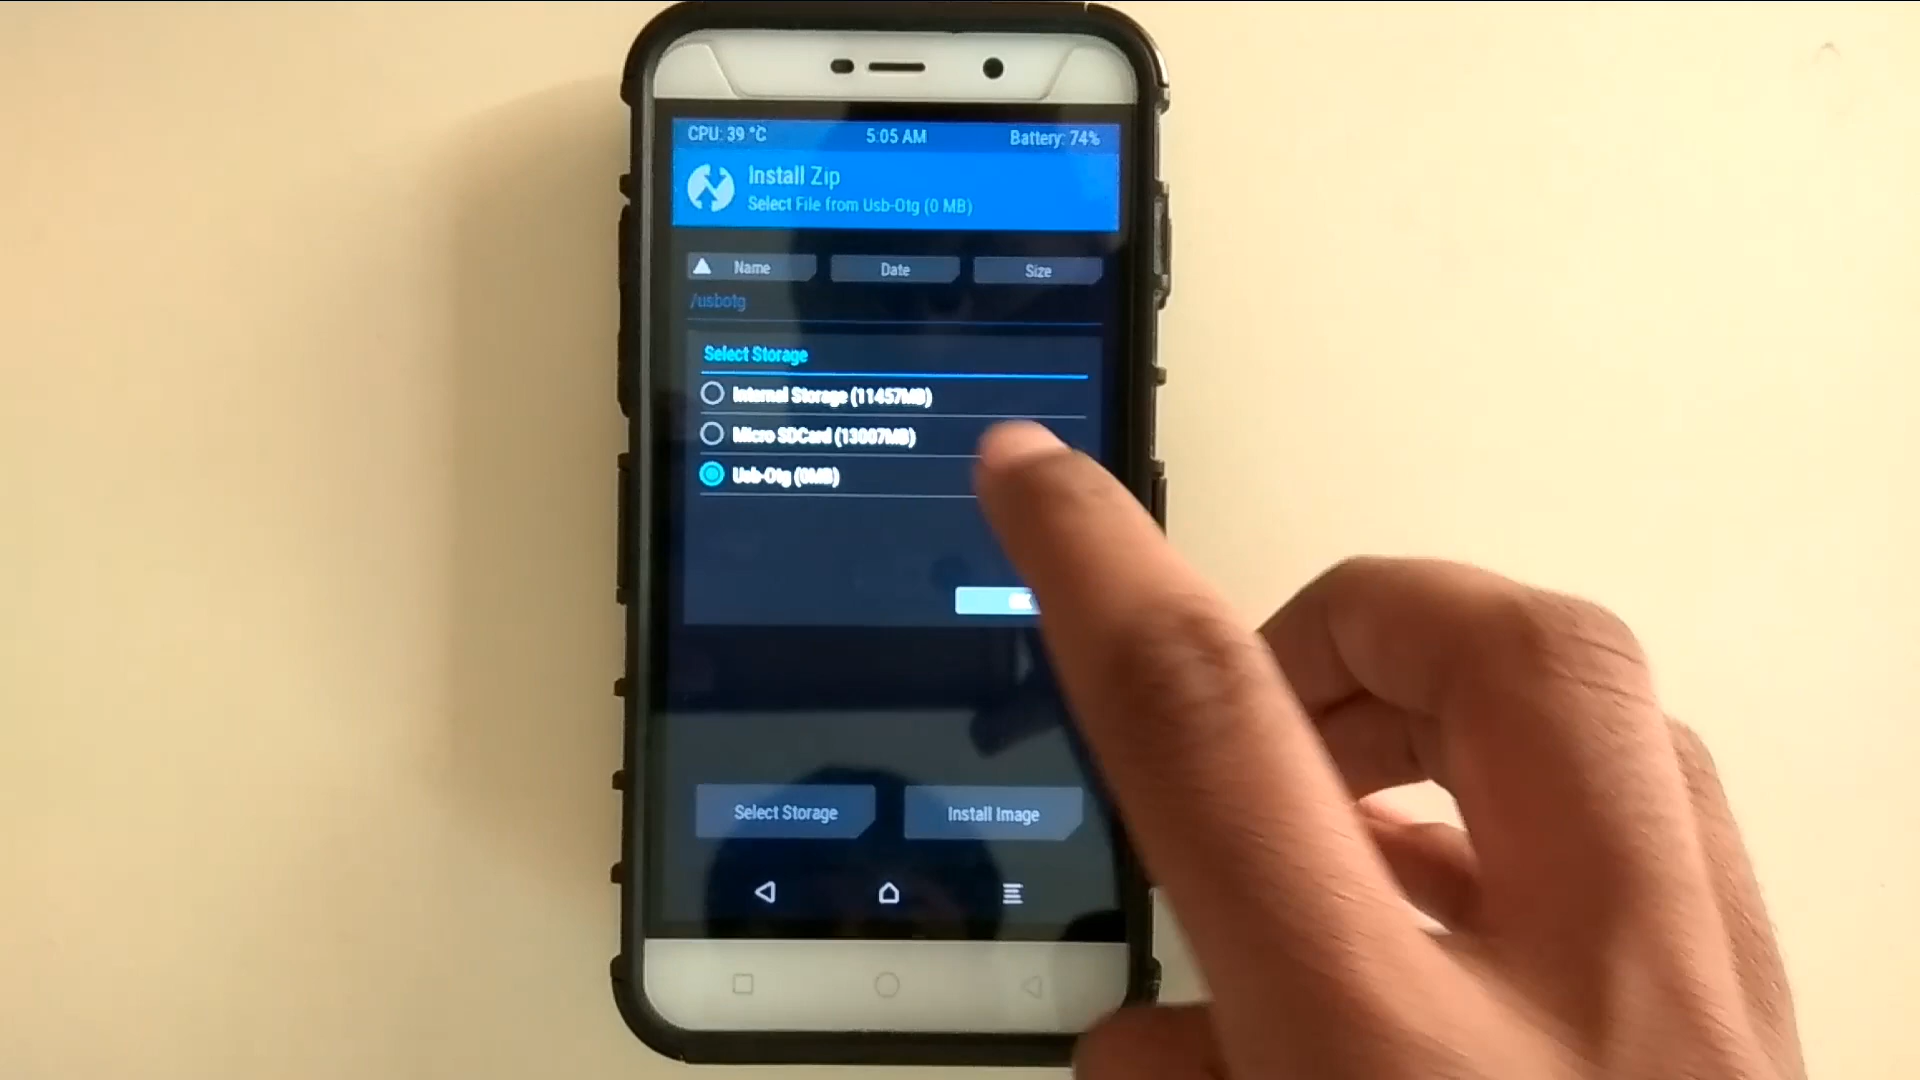 CPU: 39 °C 5:05 AM Battery: 74%
Install Zip
Select File from Usb-Otg (0 MB)
Name Date Size
/usbotg
Select Storage
Internal Storage (11457MB)
Micro SDCard (13007MB)
Usb-Otg (0MB)
OK
Select Storage Install Image